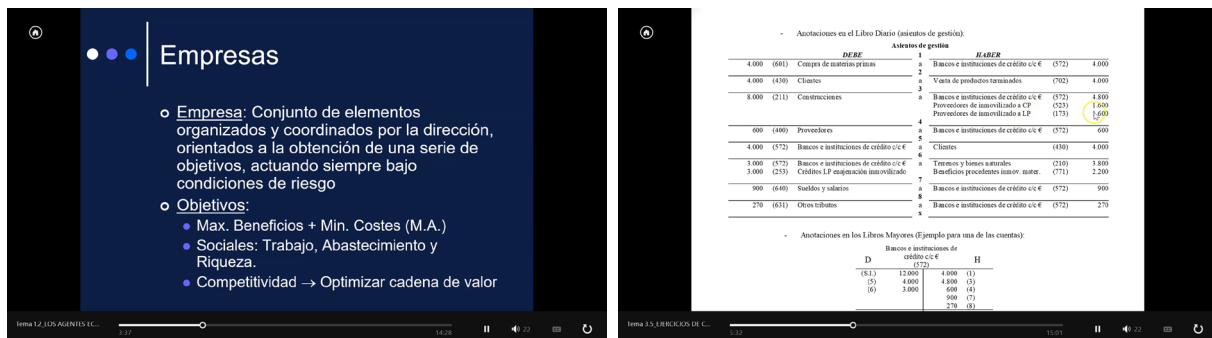 Empresas
Empresa: Conjunto de elementos
organizados y coordinados por la dirección,
orientados a la obtención de una serie de
objetivos, actuando siempre bajo
condiciones de riesgo
Objetivos:
Max. Beneficios + Min. Costes (M.A.)
Sociales: Trabajo, Abastecimiento y
Riqueza.
Competitividad → Optimizar cadena de valor
Tema 1.2_LOS AGENTES EC...
3:37
14:28
22
- Anotaciones en el Libro Diario (asientos de gestión):
Asientos de gestión
DEBE 1 HABER
4.000 (601) Compra de materias primas a Bancos e instituciones de crédito c/c € (572) 4.000
2
4.000 (430) Clientes a Venta de productos terminados (702) 4.000
3
8.000 (211) Construcciones a Bancos e instituciones de crédito c/c € (572) 4.800
Proveedores de inmovilizado a CP (523) 1.600
Proveedores de inmovilizado a LP (173) 1.600
4
600 (400) Proveedores a Bancos e instituciones de crédito c/c € (572) 600
5
4.000 (572) Bancos e instituciones de crédito c/c € a Clientes (430) 4.000
6
3.000 (572) Bancos e instituciones de crédito c/c € a Terrenos y bienes naturales (210) 3.800
3.000 (253) Créditos LP enajenación inmovilizado Beneficios procedentes inmov. mater. (771) 2.200
7
900 (640) Sueldos y salarios a Bancos e instituciones de crédito c/c € (572) 900
8
270 (631) Otros tributos a Bancos e instituciones de crédito c/c € (572) 270
x
- Anotaciones en los Libros Mayores (Ejemplo para una de las cuentas):
Bancos e instituciones de
D crédito c/c € H
(572)
(S.I.) 12.000 4.000 (1)
(5) 4.000 4.800 (3)
(6) 3.000 600 (4)
900 (7)
270 (8)
Tema 3.5_EJERCICIOS DE C...
5:32
15:01
22